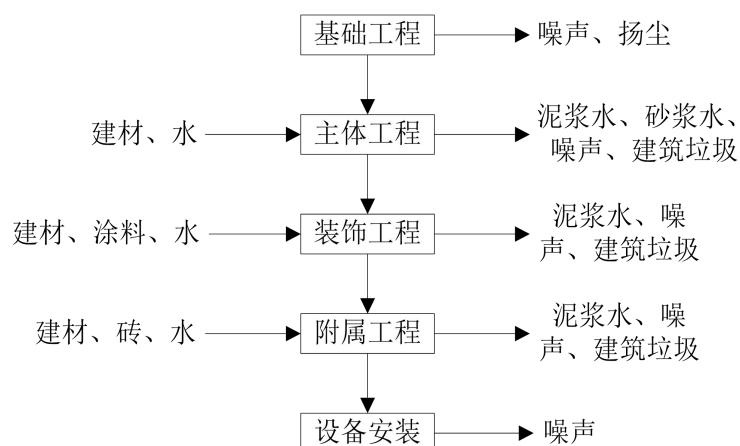 基础工程
噪声、扬尘
建材、水
主体工程
泥浆水、砂浆水、
噪声、建筑垃圾
建材、涂料、水
装饰工程
泥浆水、噪
声、建筑垃圾
建材、砖、水
附属工程
泥浆水、噪
声、建筑垃圾
设备安装
噪声